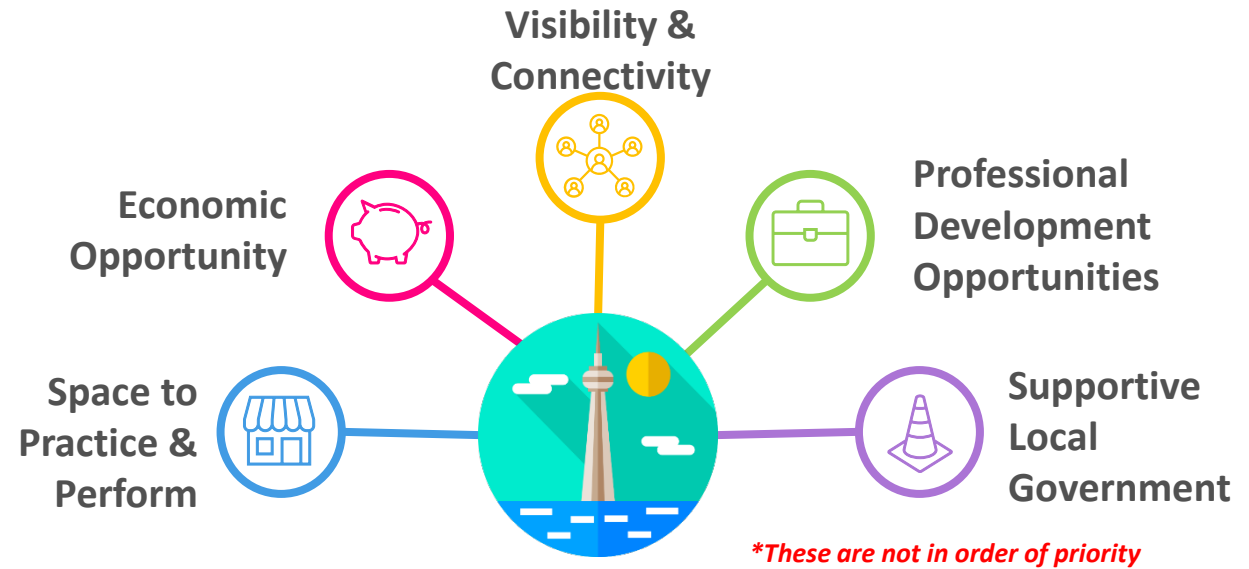 Visibility &
Connectivity
Economic
Opportunity
Professional
Development
Opportunities
Space to
Practice &
Perform
Supportive
Local
Government
*These are not in order of priority